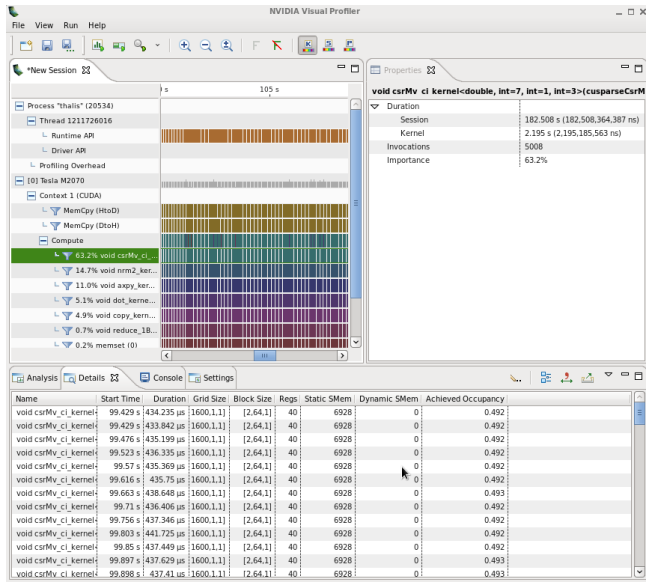 NVIDIA Visual Profiler
File View Run Help
*New Session
Properties
s 105 s
void csrMv_ci_kernel<double, int=7, int=1, int=3>(cusparseCsrM
Process "thalis" (20534)
Thread 1211726016
Runtime API
Driver API
Profiling Overhead
[0] Tesla M2070
Context 1 (CUDA)
MemCpy (HtoD)
MemCpy (DtoH)
Compute
63.2% void csrMv_ci_...
14.7% void nrm2_ker...
11.0% void axpy_ker...
5.1% void dot_kerne...
4.9% void copy_kern...
0.7% void reduce_1B...
0.2% memset (0)
Duration
Session 182.508 s (182,508,364,387 ns)
Kernel 2.195 s (2,195,185,563 ns)
Invocations 5008
Importance 63.2%
Analysis Details Console Settings
Name Start Time Duration Grid Size Block Size Regs Static SMem Dynamic SMem Achieved Occupancy
void csrMv_ci_kernel< 99.429 s 434.235 µs [1600,1,1] [2,64,1] 40 6928 0 0.492
void csrMv_ci_kernel< 99.429 s 433.842 µs [1600,1,1] [2,64,1] 40 6928 0 0.492
void csrMv_ci_kernel< 99.476 s 435.199 µs [1600,1,1] [2,64,1] 40 6928 0 0.492
void csrMv_ci_kernel< 99.523 s 436.335 µs [1600,1,1] [2,64,1] 40 6928 0 0.492
void csrMv_ci_kernel< 99.57 s 435.369 µs [1600,1,1] [2,64,1] 40 6928 0 0.492
void csrMv_ci_kernel< 99.616 s 435.75 µs [1600,1,1] [2,64,1] 40 6928 0 0.492
void csrMv_ci_kernel< 99.663 s 438.648 µs [1600,1,1] [2,64,1] 40 6928 0 0.493
void csrMv_ci_kernel< 99.71 s 436.406 µs [1600,1,1] [2,64,1] 40 6928 0 0.492
void csrMv_ci_kernel< 99.756 s 437.346 µs [1600,1,1] [2,64,1] 40 6928 0 0.492
void csrMv_ci_kernel< 99.803 s 441.725 µs [1600,1,1] [2,64,1] 40 6928 0 0.492
void csrMv_ci_kernel< 99.85 s 437.449 µs [1600,1,1] [2,64,1] 40 6928 0 0.492
void csrMv_ci_kernel< 99.897 s 437.629 µs [1600,1,1] [2,64,1] 40 6928 0 0.493
void csrMv_ci_kernel< 99.898 s 437.41 µs [1600,1,1] [2,64,1] 40 6928 0 0.493